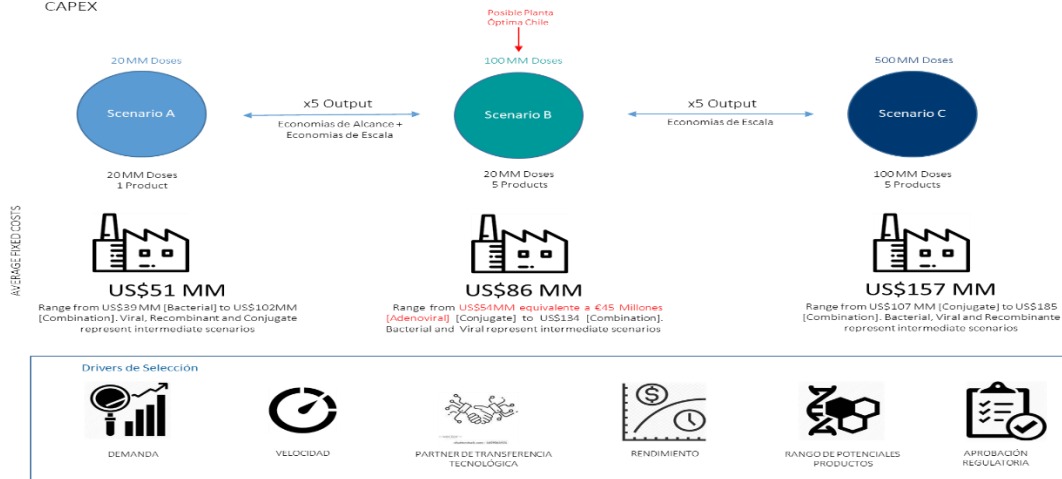 CAPEX
Posible Planta
Óptima Chile
20 MM Doses
100 MM Doses
500 MM Doses
Scenario A
x5 Output
Economias de Alcance +
Economias de Escala
Scenario B
x5 Output
Economias de Escala
Scenario C
20 MM Doses
1 Product
20 MM Doses
5 Products
100 MM Doses
5 Products
AVERAGE FIXED COSTS
US$51 MM
Range from US$39 MM [Bacterial] to US$102MM
[Combination]. Viral, Recombinant and Conjugate
represent intermediate scenarios
US$86 MM
Range from US$54MM equivalente a €45 Millones
[Adenoviral] [Conjugate] to US$134 [Combination].
Bacterial and Viral represent intermediate scenarios
US$157 MM
Range from US$107 MM [Conjugate] to US$185
[Combination]. Bacterial, Viral and Recombinante
represent intermediate scenarios
Drivers de Selección
DEMANDA
VELOCIDAD
PARTNER DE TRANSFERENCIA
TECNOLÓGICA
RENDIMIENTO
RANGO DE POTENCIALES
PRODUCTOS
APROBACIÓN
REGULATORIA